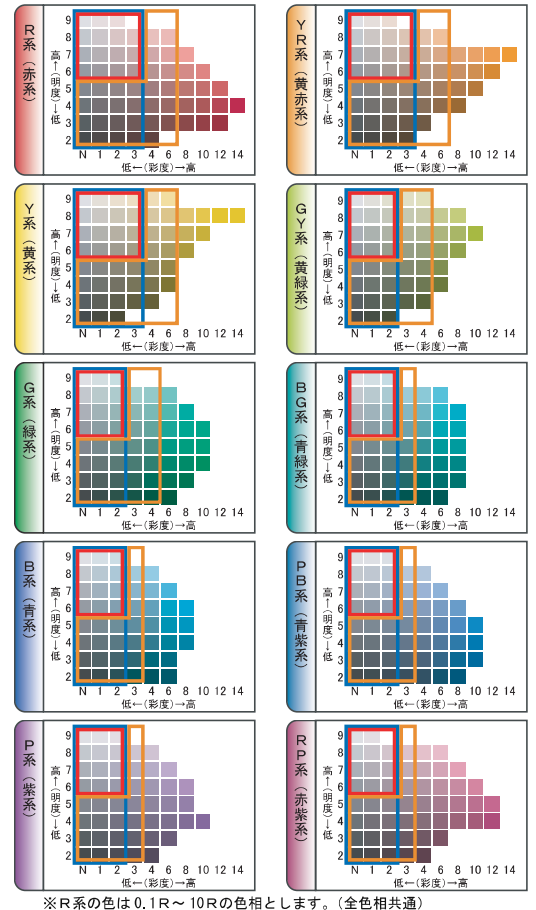 R系（赤系）
高←（明度）→低
9
8
7
6
5
4
3
2
N 1 2 3 4 6 8 10 12 14
低←（彩度）→高
YR系（黄赤系）
高←（明度）→低
9
8
7
6
5
4
3
2
N 1 2 3 4 6 8 10 12 14
低←（彩度）→高
Y系（黄系）
高←（明度）→低
9
8
7
6
5
4
3
2
N 1 2 3 4 6 8 10 12 14
低←（彩度）→高
GY系（黄緑系）
高←（明度）→低
9
8
7
6
5
4
3
2
N 1 2 3 4 6 8 10 12 14
低←（彩度）→高
G系（緑系）
高←（明度）→低
9
8
7
6
5
4
3
2
N 1 2 3 4 6 8 10 12 14
低←（彩度）→高
BG系（青緑系）
高←（明度）→低
9
8
7
6
5
4
3
2
N 1 2 3 4 6 8 10 12 14
低←（彩度）→高
B系（青系）
高←（明度）→低
9
8
7
6
5
4
3
2
N 1 2 3 4 6 8 10 12 14
低←（彩度）→高
PB系（青紫系）
高←（明度）→低
9
8
7
6
5
4
3
2
N 1 2 3 4 6 8 10 12 14
低←（彩度）→高
P系（紫系）
高←（明度）→低
9
8
7
6
5
4
3
2
N 1 2 3 4 6 8 10 12 14
低←（彩度）→高
RP系（赤紫系）
高←（明度）→低
9
8
7
6
5
4
3
2
N 1 2 3 4 6 8 10 12 14
低←（彩度）→高
※R系の色は0.1R～10Rの色相とします。（全色相共通）